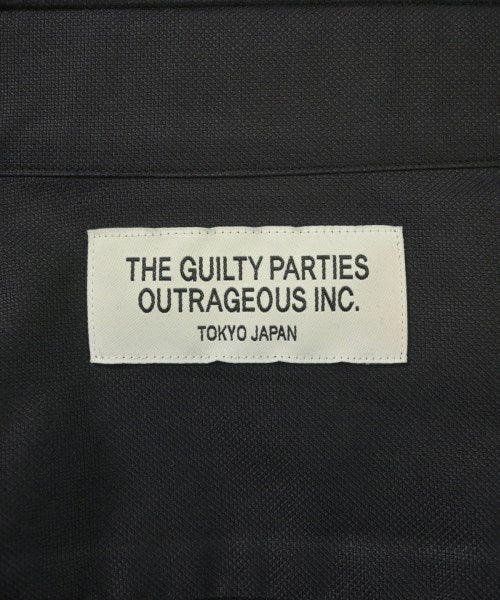 THE GUILTY PARTIES
OUTRAGEOUS INC.
TOKYO JAPAN